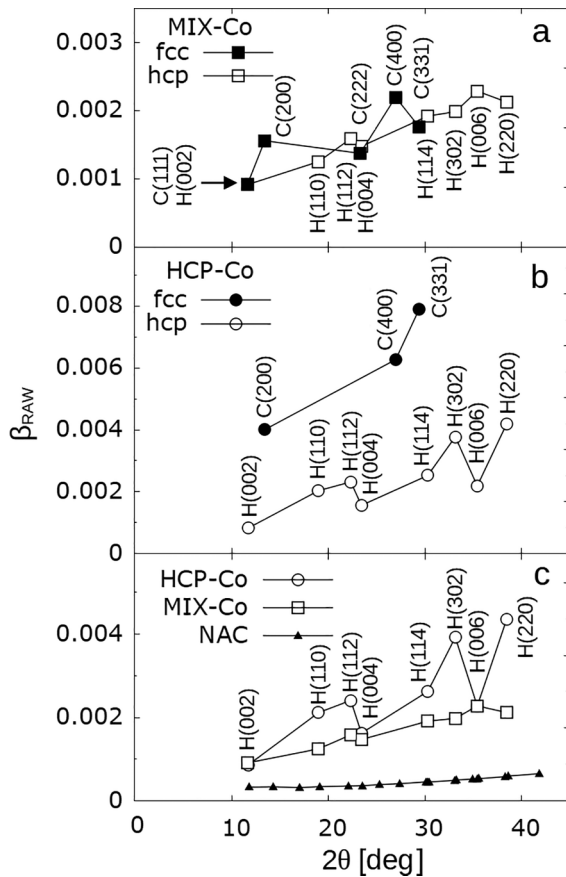 a
MIX-Co
fcc
hcp
0.003
0.002
0.001
0
C(111)
H(002)
C(200)
H(110)
C(222)
H(112)
H(004)
C(400)
C(331)
H(114)
H(302)
H(006)
H(220)
b
HCP-Co
fcc
hcp
0.008
0.006
0.004
0.002
0
C(200)
C(400)
C(331)
H(002)
H(110)
H(112)
H(004)
H(114)
H(302)
H(006)
H(220)
βRAW
c
HCP-Co
MIX-Co
NAC
0.004
0.002
0
H(002)
H(110)
H(112)
H(004)
H(114)
H(302)
H(006)
H(220)
0 10 20 30 40
2θ [deg]